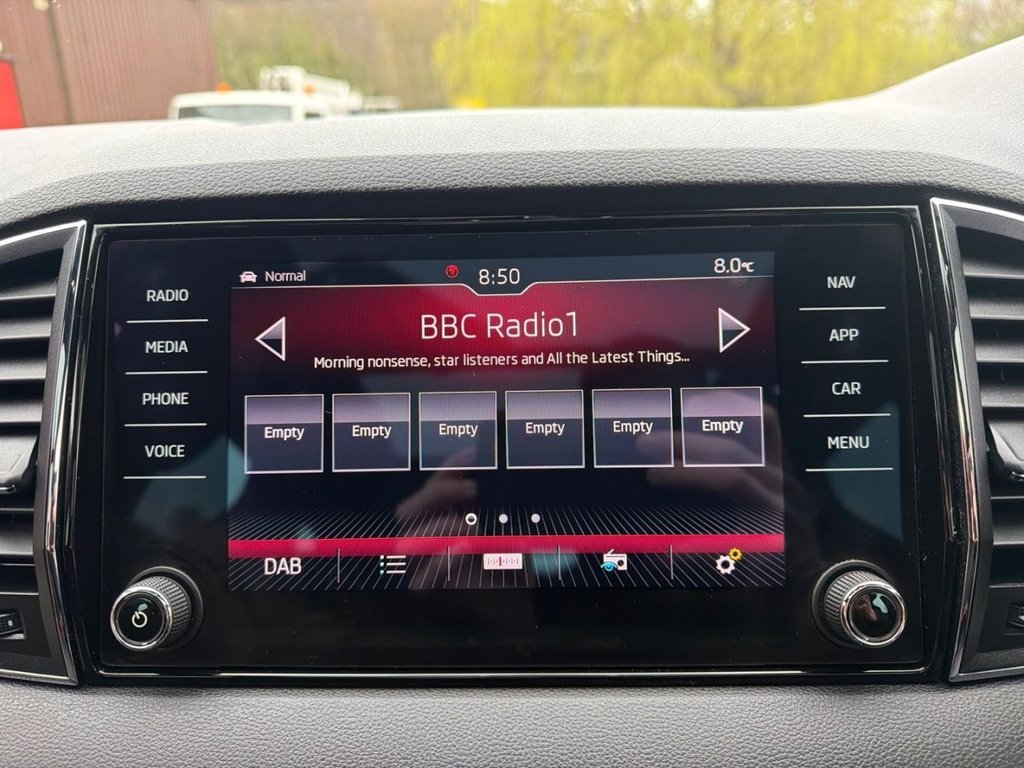 Normal
8:50
8.0°C
RADIO
MEDIA
PHONE
VOICE
BBC Radio1
Morning nonsense, star listeners and All the Latest Things...
Empty Empty Empty Empty Empty Empty
DAB
NAV
APP
CAR
MENU